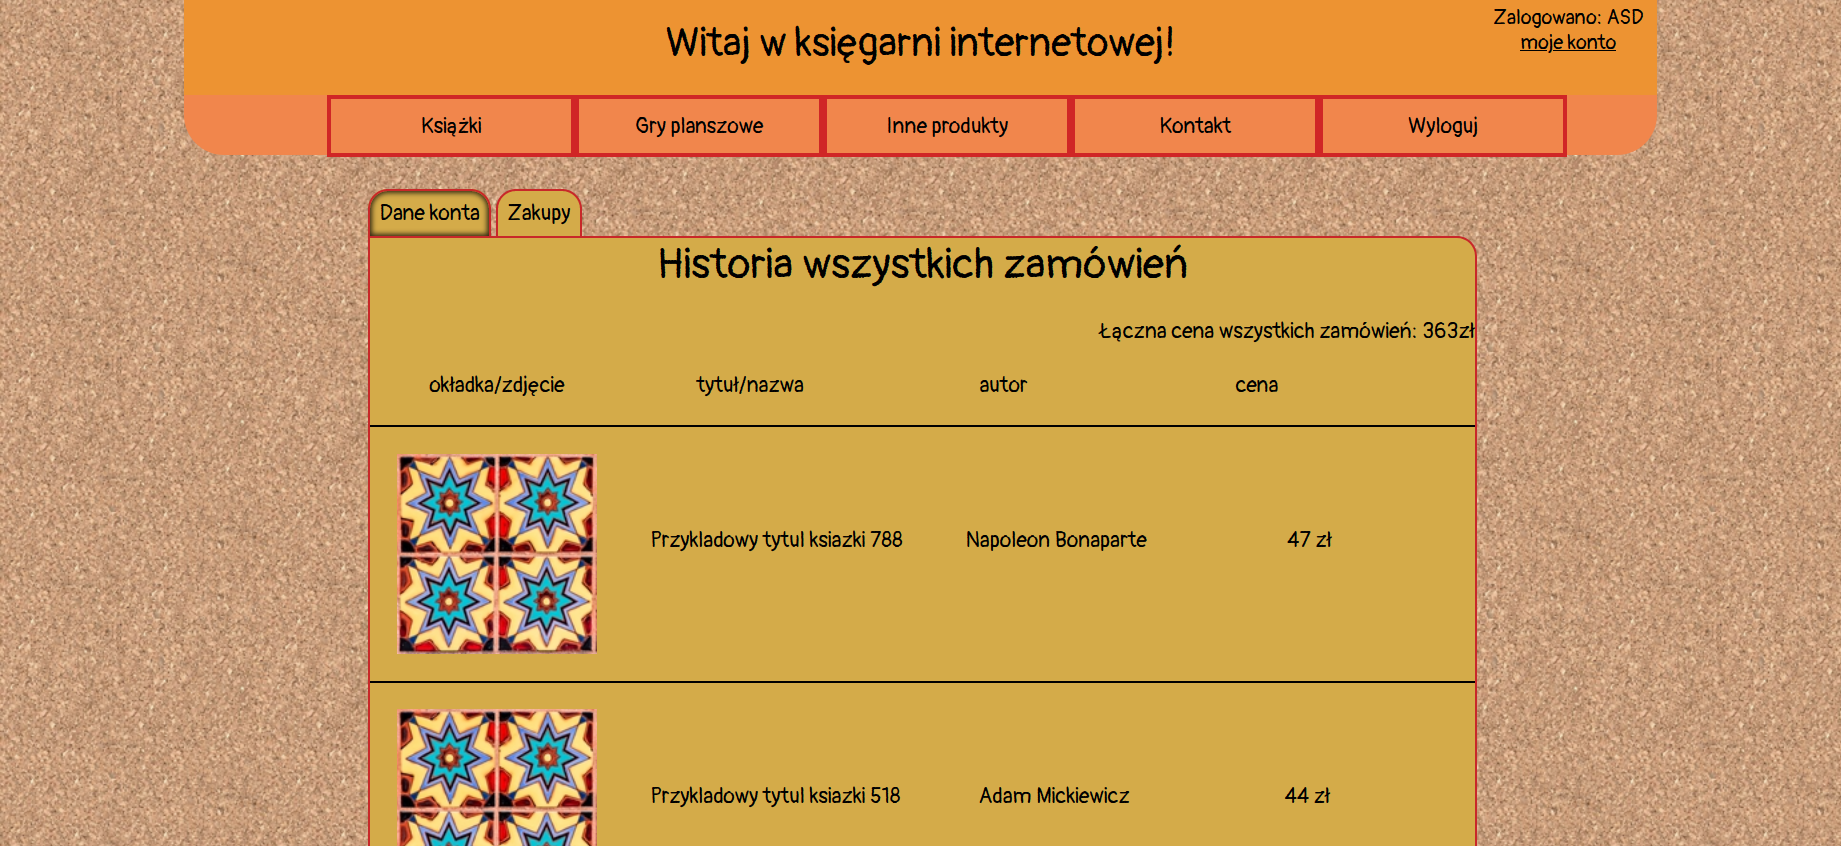 Witaj w księgarni internetowej!
Zalogowano: ASD
moje konto
Książki
Gry planszowe
Inne produkty
Kontakt
Wyloguj
Dane konta
Zakupy
Historia wszystkich zamówień
Łączna cena wszystkich zamówień: 363zł
okładka/zdjęcie tytuł/nazwa autor cena
Przykladowy tytul ksiazki 788 Napoleon Bonaparte 47 zł
Przykladowy tytul ksiazki 518 Adam Mickiewicz 44 zł